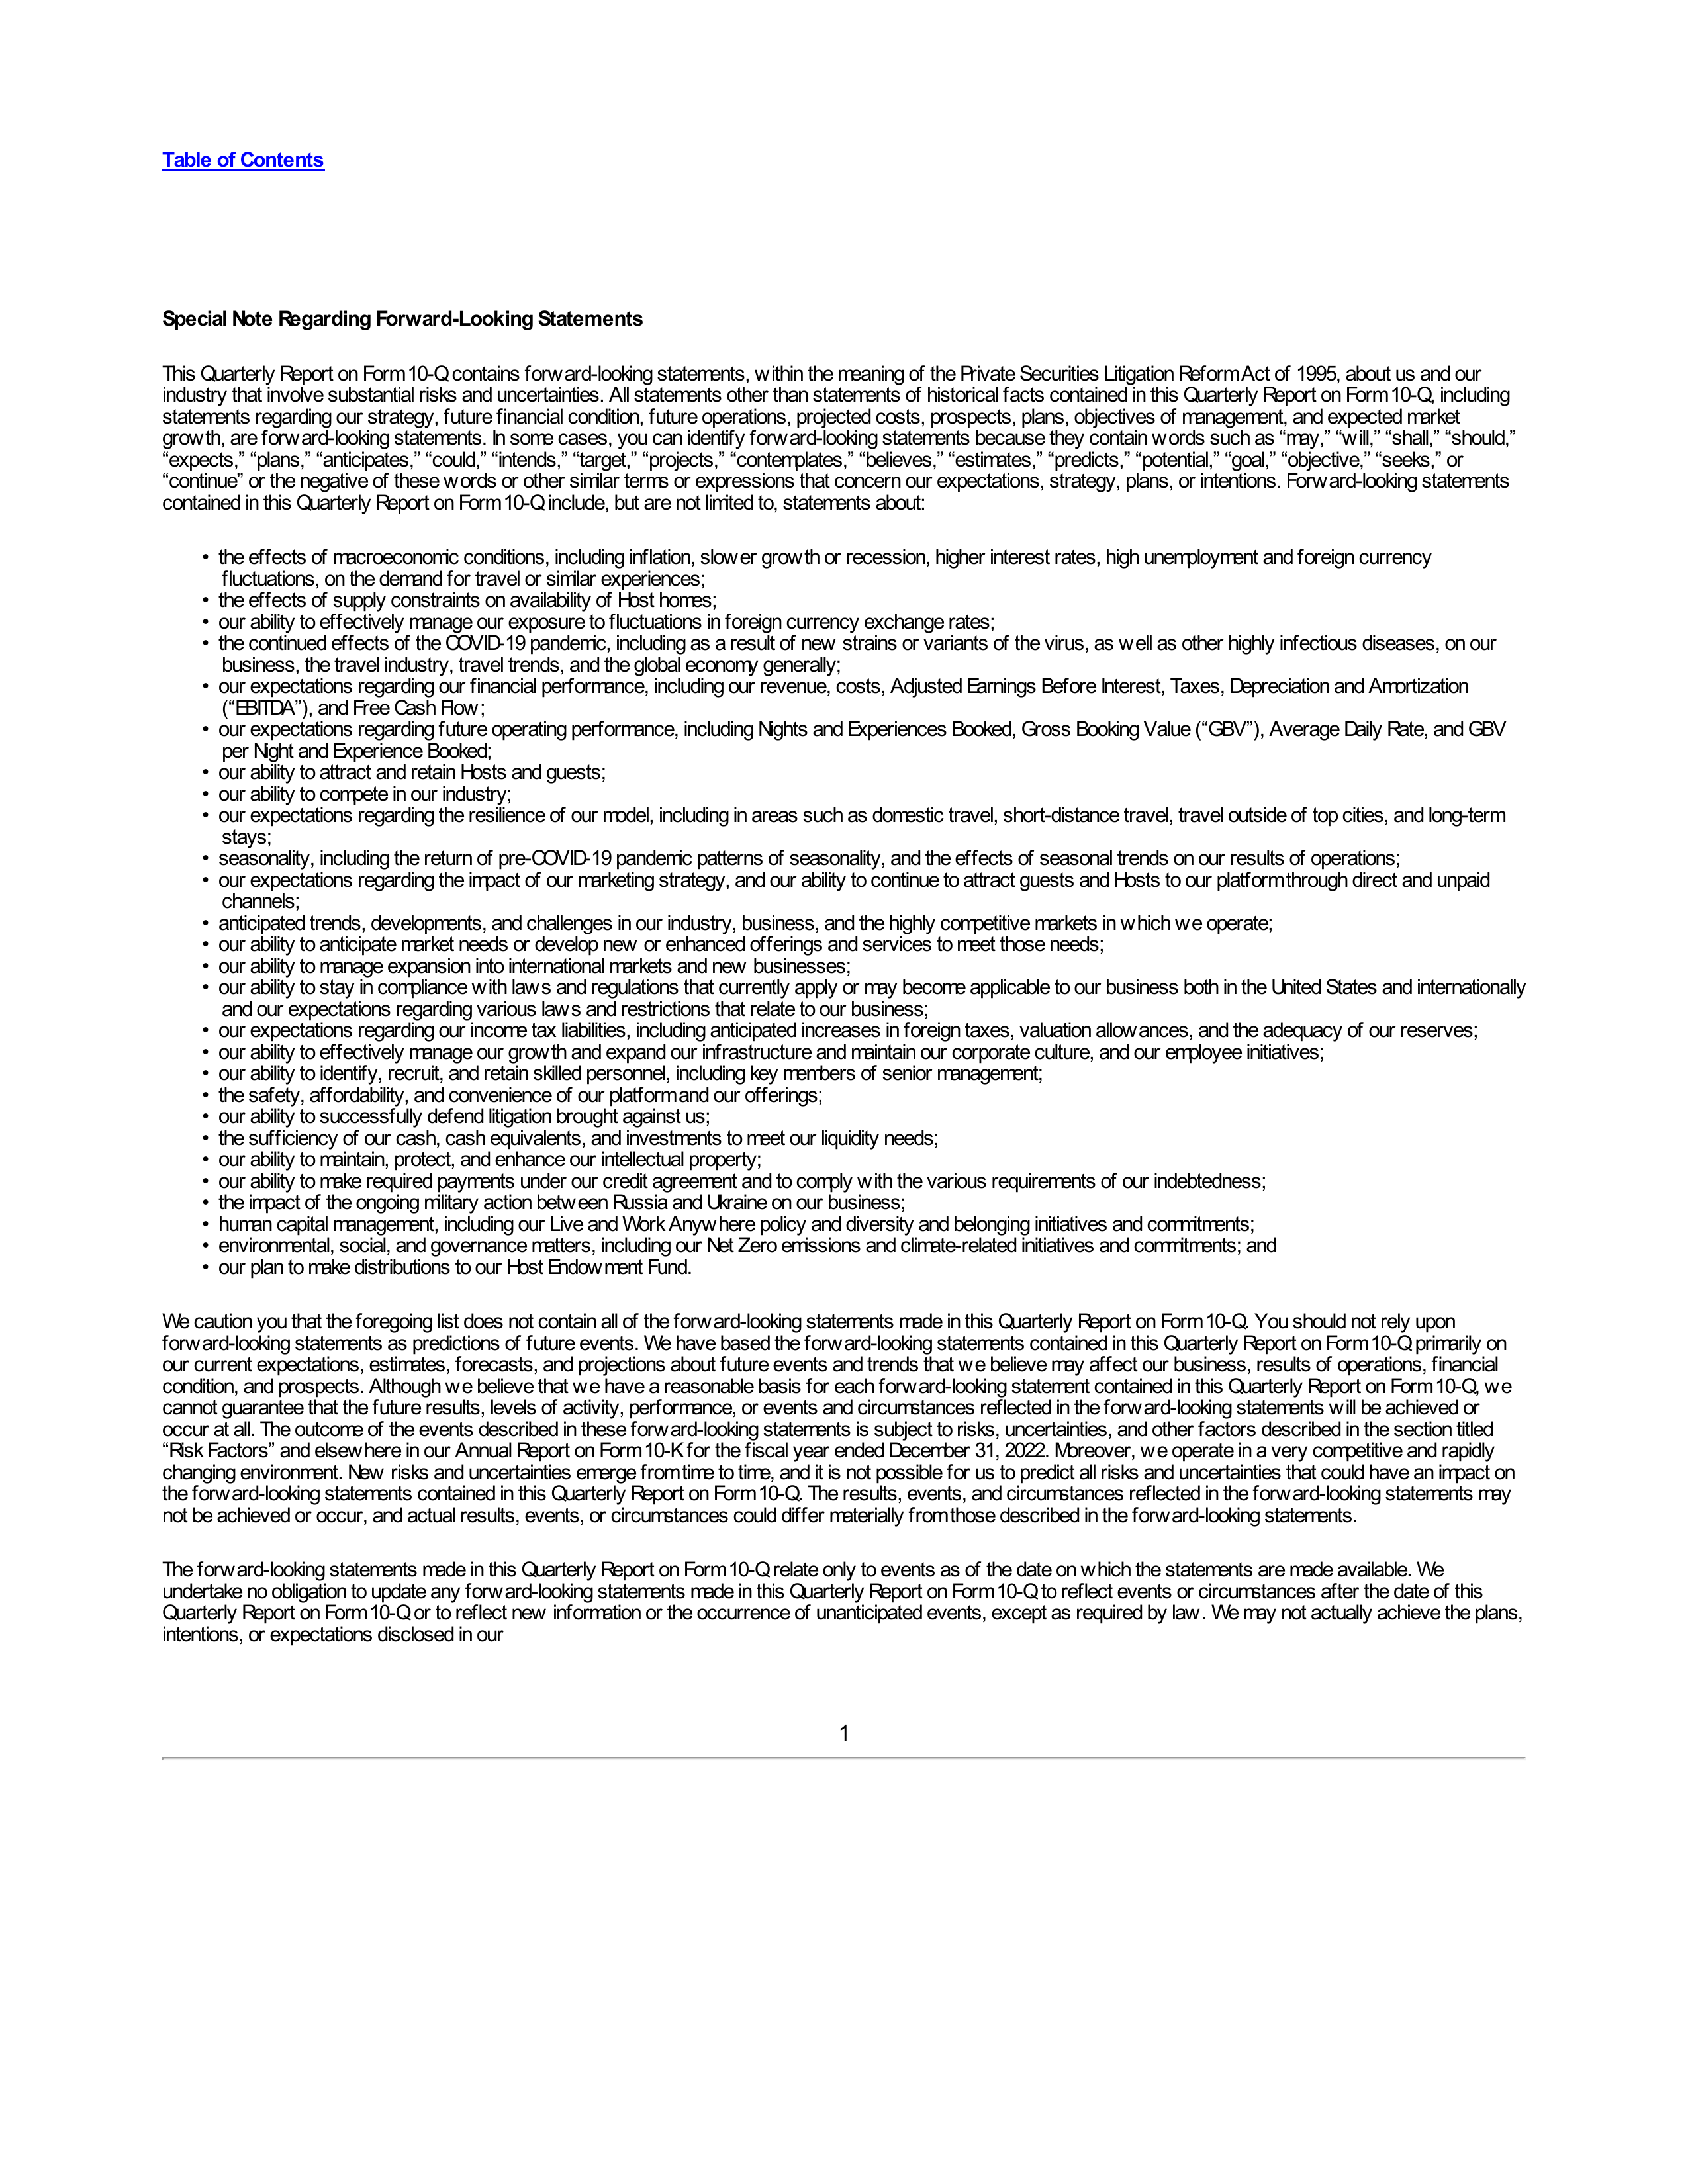 Table of Contents
Special Note Regarding Forward-Looking Statements
This Quarterly Report on Form 10-Q contains forward-looking statements, within the meaning of the Private Securities Litigation Reform Act of 1995, about us and our
industry that involve substantial risks and uncertainties. All statements other than statements of historical facts contained in this Quarterly Report on Form 10-Q, including
statements regarding our strategy, future financial condition, future operations, projected costs, prospects, plans, objectives of management, and expected market
growth, are forward-looking statements. In some cases, you can identify forward-looking statements because they contain words such as “may,” “will,” “shall,” “should,”
“expects,” “plans,” “anticipates,” “could,” “intends,” “target,” “projects,” “contemplates,” “believes,” “estimates,” “predicts,” “potential,” “goal,” “objective,” “seeks,” or
“continue” or the negative of these words or other similar terms or expressions that concern our expectations, strategy, plans, or intentions. Forward-looking statements
contained in this Quarterly Report on Form 10-Q include, but are not limited to, statements about:
• the effects of macroeconomic conditions, including inflation, slower growth or recession, higher interest rates, high unemployment and foreign currency
fluctuations, on the demand for travel or similar experiences;
• the effects of supply constraints on availability of Host homes;
• our ability to effectively manage our exposure to fluctuations in foreign currency exchange rates;
• the continued effects of the COVID-19 pandemic, including as a result of new strains or variants of the virus, as well as other highly infectious diseases, on our
business, the travel industry, travel trends, and the global economy generally;
• our expectations regarding our financial performance, including our revenue, costs, Adjusted Earnings Before Interest, Taxes, Depreciation and Amortization
(“EBITDA”), and Free Cash Flow;
• our expectations regarding future operating performance, including Nights and Experiences Booked, Gross Booking Value (“GBV”), Average Daily Rate, and GBV
per Night and Experience Booked;
• our ability to attract and retain Hosts and guests;
• our ability to compete in our industry;
• our expectations regarding the resilience of our model, including in areas such as domestic travel, short-distance travel, travel outside of top cities, and long-term
stays;
• seasonality, including the return of pre-COVID-19 pandemic patterns of seasonality, and the effects of seasonal trends on our results of operations;
• our expectations regarding the impact of our marketing strategy, and our ability to continue to attract guests and Hosts to our platform through direct and unpaid
channels;
• anticipated trends, developments, and challenges in our industry, business, and the highly competitive markets in which we operate;
• our ability to anticipate market needs or develop new or enhanced offerings and services to meet those needs;
• our ability to manage expansion into international markets and new businesses;
• our ability to stay in compliance with laws and regulations that currently apply or may become applicable to our business both in the United States and internationally
and our expectations regarding various laws and restrictions that relate to our business;
• our expectations regarding our income tax liabilities, including anticipated increases in foreign taxes, valuation allowances, and the adequacy of our reserves;
• our ability to effectively manage our growth and expand our infrastructure and maintain our corporate culture, and our employee initiatives;
• our ability to identify, recruit, and retain skilled personnel, including key members of senior management;
• the safety, affordability, and convenience of our platform and our offerings;
• our ability to successfully defend litigation brought against us;
• the sufficiency of our cash, cash equivalents, and investments to meet our liquidity needs;
• our ability to maintain, protect, and enhance our intellectual property;
• our ability to make required payments under our credit agreement and to comply with the various requirements of our indebtedness;
• the impact of the ongoing military action between Russia and Ukraine on our business;
• human capital management, including our Live and Work Anywhere policy and diversity and belonging initiatives and commitments;
• environmental, social, and governance matters, including our Net Zero emissions and climate-related initiatives and commitments; and
• our plan to make distributions to our Host Endowment Fund.
We caution you that the foregoing list does not contain all of the forward-looking statements made in this Quarterly Report on Form 10-Q. You should not rely upon
forward-looking statements as predictions of future events. We have based the forward-looking statements contained in this Quarterly Report on Form 10-Q primarily on
our current expectations, estimates, forecasts, and projections about future events and trends that we believe may affect our business, results of operations, financial
condition, and prospects. Although we believe that we have a reasonable basis for each forward-looking statement contained in this Quarterly Report on Form 10-Q, we
cannot guarantee that the future results, levels of activity, performance, or events and circumstances reflected in the forward-looking statements will be achieved or
occur at all. The outcome of the events described in these forward-looking statements is subject to risks, uncertainties, and other factors described in the section titled
“Risk Factors” and elsewhere in our Annual Report on Form 10-K for the fiscal year ended December 31, 2022. Moreover, we operate in a very competitive and rapidly
changing environment. New risks and uncertainties emerge from time to time, and it is not possible for us to predict all risks and uncertainties that could have an impact on
the forward-looking statements contained in this Quarterly Report on Form 10-Q. The results, events, and circumstances reflected in the forward-looking statements may
not be achieved or occur, and actual results, events, or circumstances could differ materially from those described in the forward-looking statements.
The forward-looking statements made in this Quarterly Report on Form 10-Q relate only to events as of the date on which the statements are made available. We
undertake no obligation to update any forward-looking statements made in this Quarterly Report on Form 10-Q to reflect events or circumstances after the date of this
Quarterly Report on Form 10-Q or to reflect new information or the occurrence of unanticipated events, except as required by law. We may not actually achieve the plans,
intentions, or expectations disclosed in our
1